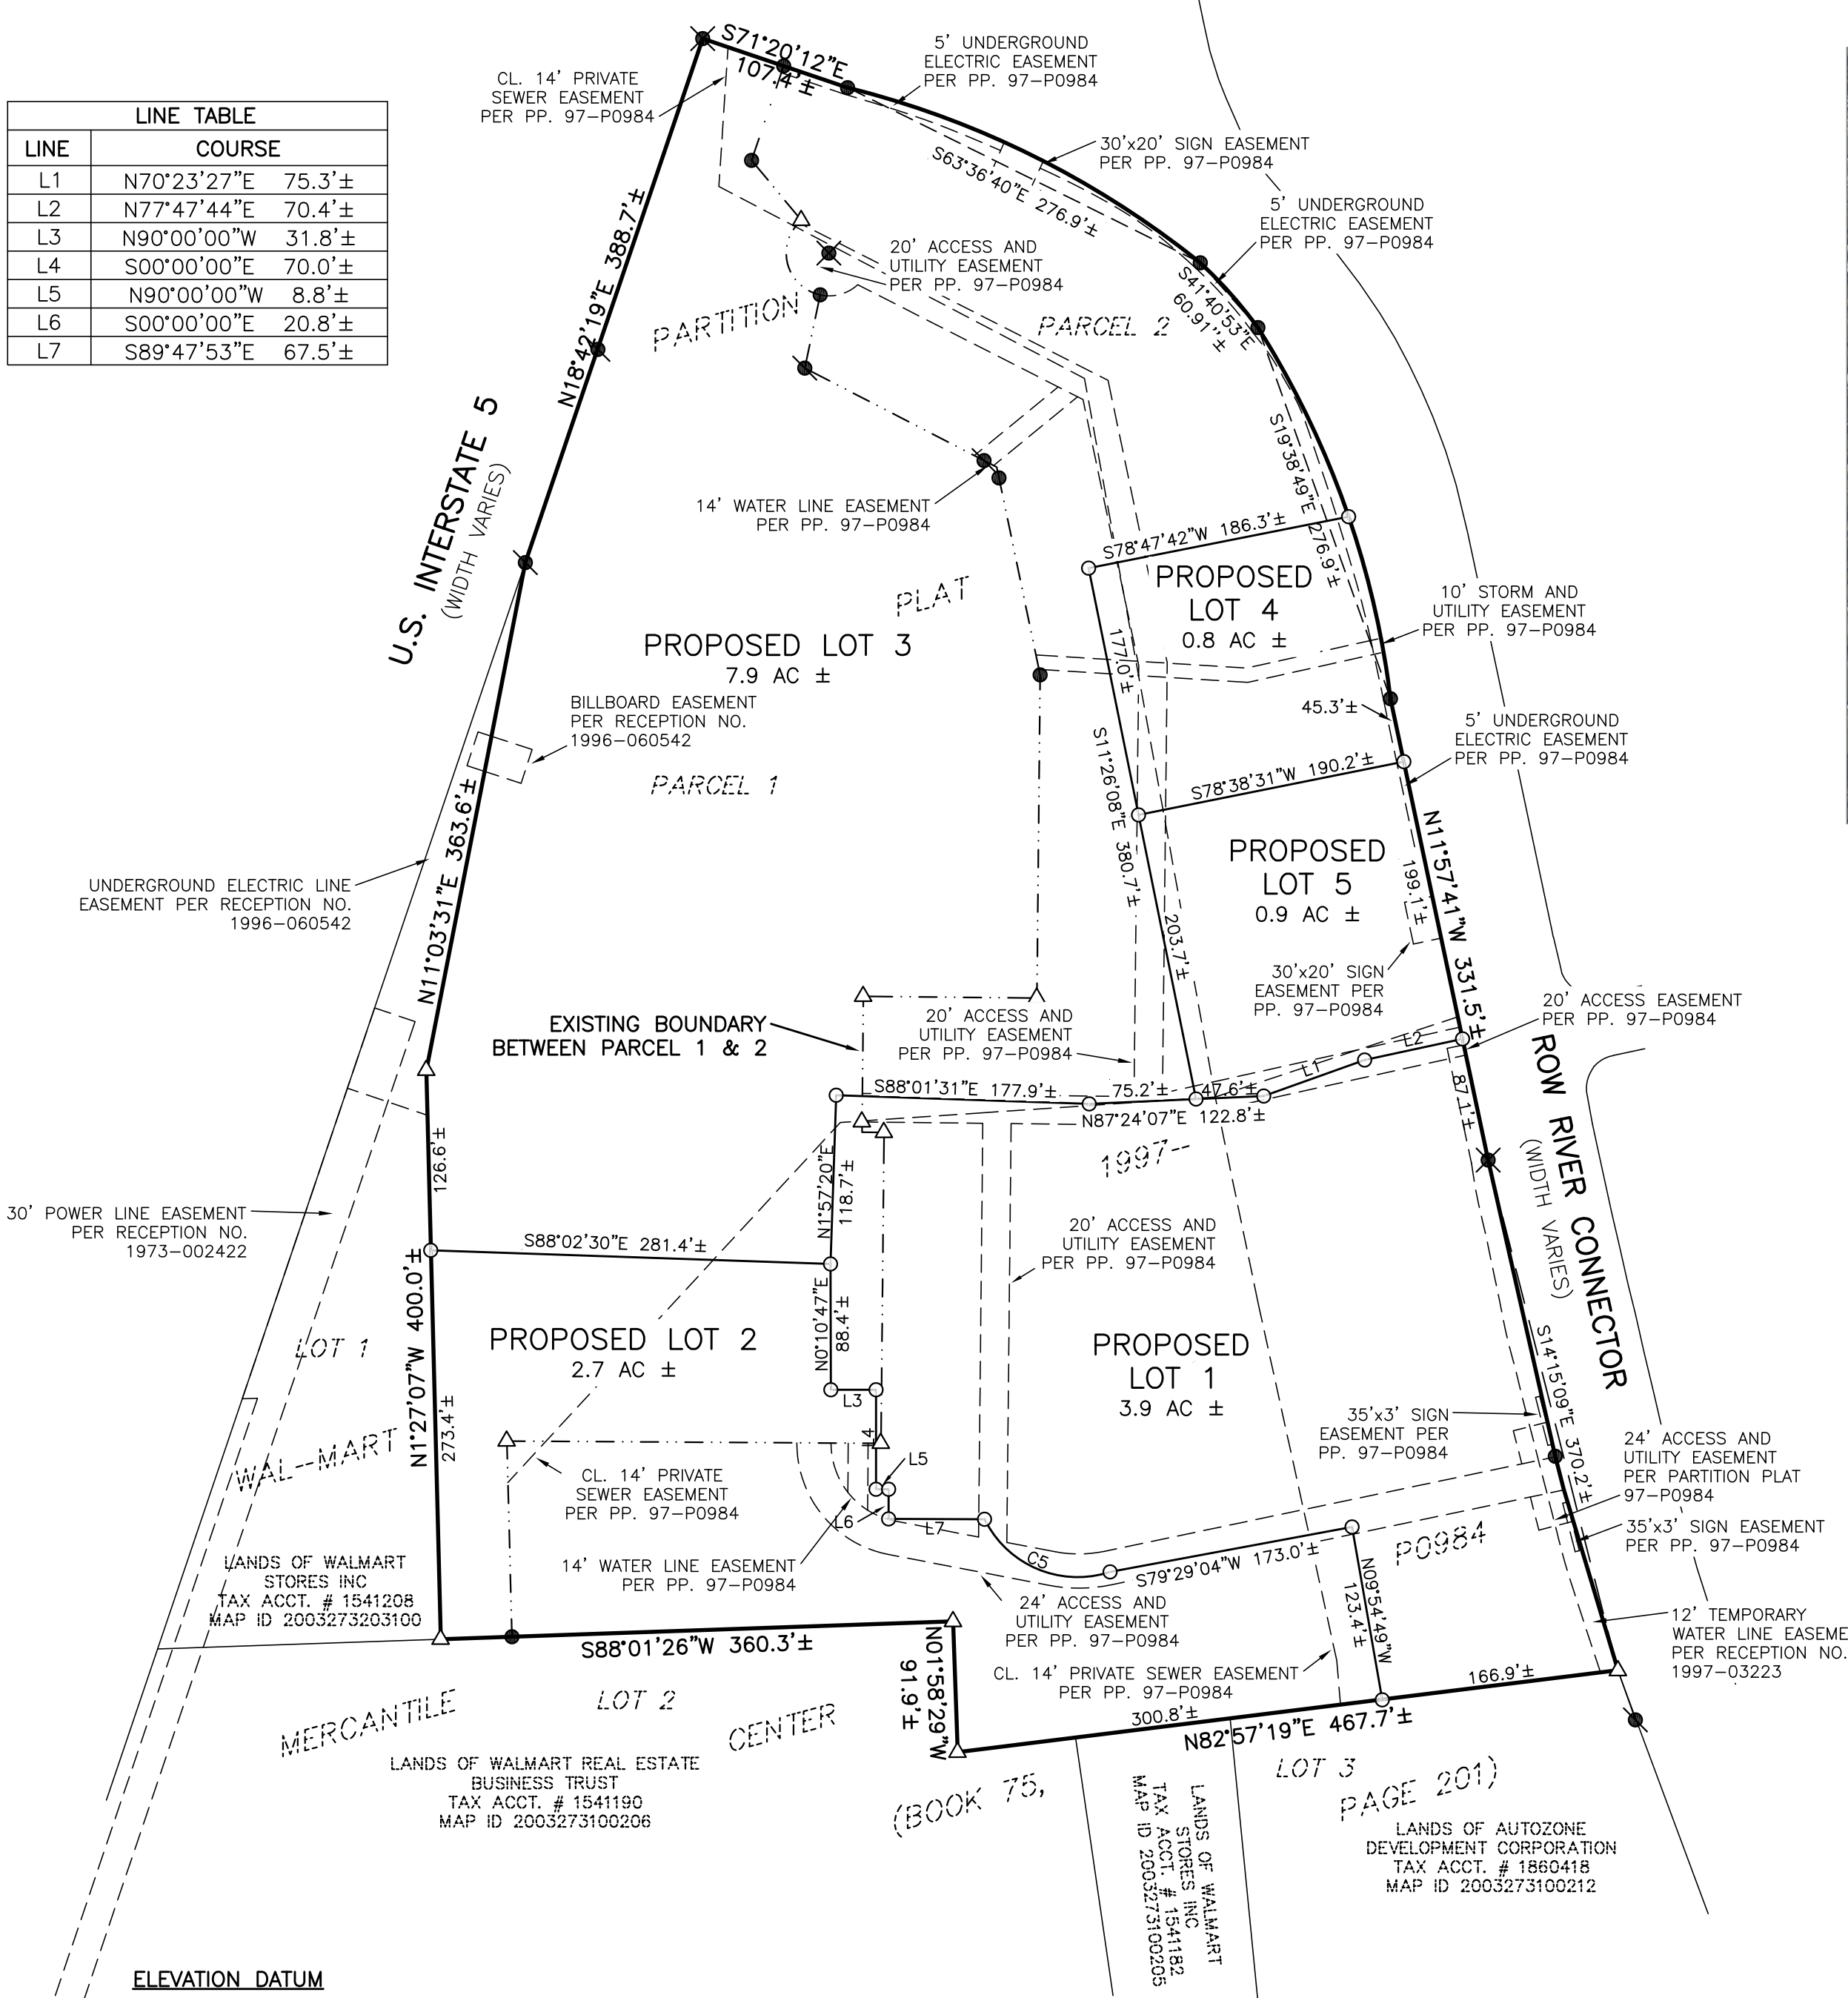 LINE TABLE
LINE COURSE
L1 N70°23'27"E 75.3'±
L2 N77°47'44"E 70.4'±
L3 N90°00'00"W 31.8'±
L4 S00°00'00"E 70.0'±
L5 N90°00'00"W 8.8'±
L6 S00°00'00"E 20.8'±
L7 S89°47'53"E 67.5'±
S71°20'12"E
107.4'±
CL. 14' PRIVATE
SEWER EASEMENT
PER PP. 97-P0984
5' UNDERGROUND
ELECTRIC EASEMENT
PER PP. 97-P0984
30'x20' SIGN EASEMENT
PER PP. 97-P0984
S63°36'40"E 276.9'±
5' UNDERGROUND
ELECTRIC EASEMENT
PER PP. 97-P0984
20' ACCESS AND
UTILITY EASEMENT
PER PP. 97-P0984
S41°40'53"E
60.91''±
N18°42'19"E 388.7'±
PARTITION
PARCEL 2
U.S. INTERSTATE 5
(WIDTH VARIES)
14' WATER LINE EASEMENT
PER PP. 97-P0984
S19°38'49"E 276.9'±
S78°47'42"W 186.3'±
PROPOSED
LOT 4
0.8 AC ±
PLAT
10' STORM AND
UTILITY EASEMENT
PER PP. 97-P0984
PROPOSED LOT 3
7.9 AC ±
177.0'±
BILLBOARD EASEMENT
PER RECEPTION NO.
1996-060542
45.3'±
5' UNDERGROUND
ELECTRIC EASEMENT
PER PP. 97-P0984
PARCEL 1
S11°26'08"E 380.7'±
S78°38'31"W 190.2'±
N11°03'31"E 363.6'±
PROPOSED
LOT 5
0.9 AC ±
N11°57'41"W 331.5'±
199.1'±
UNDERGROUND ELECTRIC LINE
EASEMENT PER RECEPTION NO.
1996-060542
203.7'±
30'x20' SIGN
EASEMENT PER
PP. 97-P0984
EXISTING BOUNDARY
BETWEEN PARCEL 1 & 2
20' ACCESS AND
UTILITY EASEMENT
PER PP. 97-P0984
20' ACCESS EASEMENT
PER PP. 97-P0984
L2
L1
87.1'±
ROW RIVER CONNECTOR
(WIDTH VARIES)
S88°01'31"E 177.9'±
75.2'±
47.6'±
N87°24'07"E 122.8'±
1997--
126.6'±
N1°57'20"E
118.7'±
30' POWER LINE EASEMENT
PER RECEPTION NO.
1973-002422
S88°02'30"E 281.4'±
20' ACCESS AND
UTILITY EASEMENT
PER PP. 97-P0984
N1°27'07"W 400.0'±
273.4'±
N0°10'47"E
88.4'±
LOT 1
PROPOSED LOT 2
2.7 AC ±
PROPOSED
LOT 1
3.9 AC ±
S14°15'09"E 370.2'±
L3
L4
L5
L6
L7
C5
35'x3' SIGN
EASEMENT PER
PP. 97-P0984
24' ACCESS AND
UTILITY EASEMENT
PER PARTITION PLAT
97-P0984
WAL-MART
CL. 14' PRIVATE
SEWER EASEMENT
PER PP. 97-P0984
35'x3' SIGN EASEMENT
PER PP. 97-P0984
P0984
LANDS OF WALMART
STORES INC
TAX ACCT. # 1541208
MAP ID 2003273203100
14' WATER LINE EASEMENT
PER PP. 97-P0984
S79°29'04"W 173.0'±
N09°54'49"W
123.4'±
24' ACCESS AND
UTILITY EASEMENT
PER PP. 97-P0984
12' TEMPORARY
WATER LINE EASEME
PER RECEPTION NO.
1997-03223
S88°01'26"W 360.3'±
N01°58'29"W
91.9'±
CL. 14' PRIVATE SEWER EASEMENT
PER PP. 97-P0984
166.9'±
300.8'±
N82°57'19"E 467.7'±
MERCANTILE
LOT 2
CENTER
LOT 3
(BOOK 75,
PAGE 201)
LANDS OF WALMART REAL ESTATE
BUSINESS TRUST
TAX ACCT. # 1541190
MAP ID 2003273100206
LANDS OF WALMART
STORES INC
TAX ACCT. # 1541182
MAP ID 2003273100205
LANDS OF AUTOZONE
DEVELOPMENT CORPORATION
TAX ACCT. # 1860418
MAP ID 2003273100212
ELEVATION DATUM